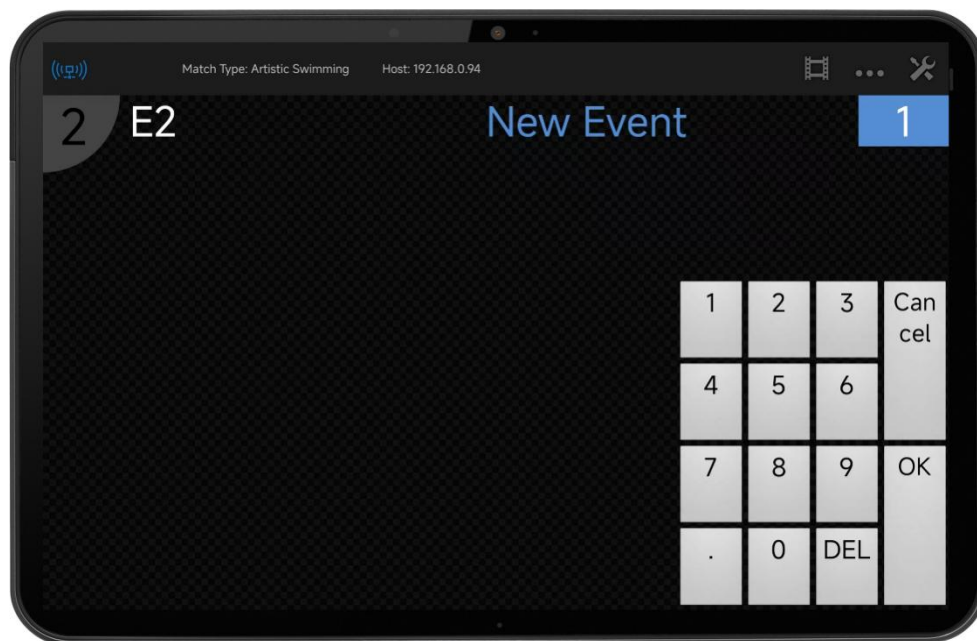 Match Type: Artistic Swimming Host: 192.168.0.94
2 E2 New Event 1
1 2 3 Can
cel
4 5 6
7 8 9 OK
. 0 DEL